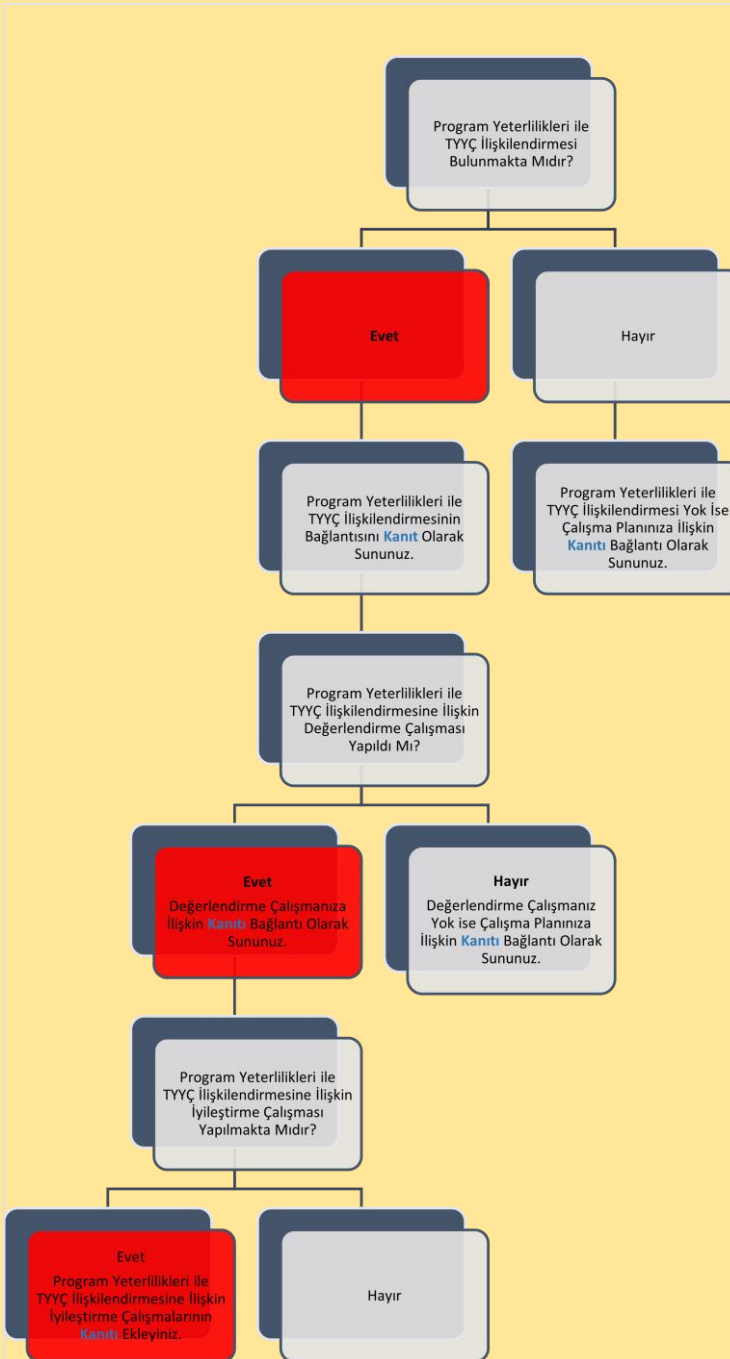 Program Yeterlilikleri ile
TYYÇ İlişkilendirmesi
Bulunmakta Mıdır?
Evet
Hayır
Program Yeterlilikleri ile
TYYÇ İlişkilendirmesinin
Bağlantısını Kanıt Olarak
Sununuz.
Program Yeterlilikleri ile
TYYÇ İlişkilendirmesi Yok İse
Çalışma Planınıza İlişkin
Kanıtı Bağlantı Olarak
Sununuz.
Program Yeterlilikleri ile
TYYÇ İlişkilendirmesine İlişkin
Değerlendirme Çalışması
Yapıldı Mı?
Evet
Değerlendirme Çalışmanıza
İlişkin Kanıtı Bağlantı Olarak
Sununuz.
Hayır
Değerlendirme Çalışmanız
Yok ise Çalışma Planınıza
İlişkin Kanıtı Bağlantı Olarak
Sununuz.
Program Yeterlilikleri ile
TYYÇ İlişkilendirmesine İlişkin
İyileştirme Çalışması
Yapılmakta Mıdır?
Evet
Program Yeterlilikleri ile
TYYÇ İlişkilendirmesine İlişkin
İyileştirme Çalışmalarının
Kanıtı Ekleyiniz.
Hayır